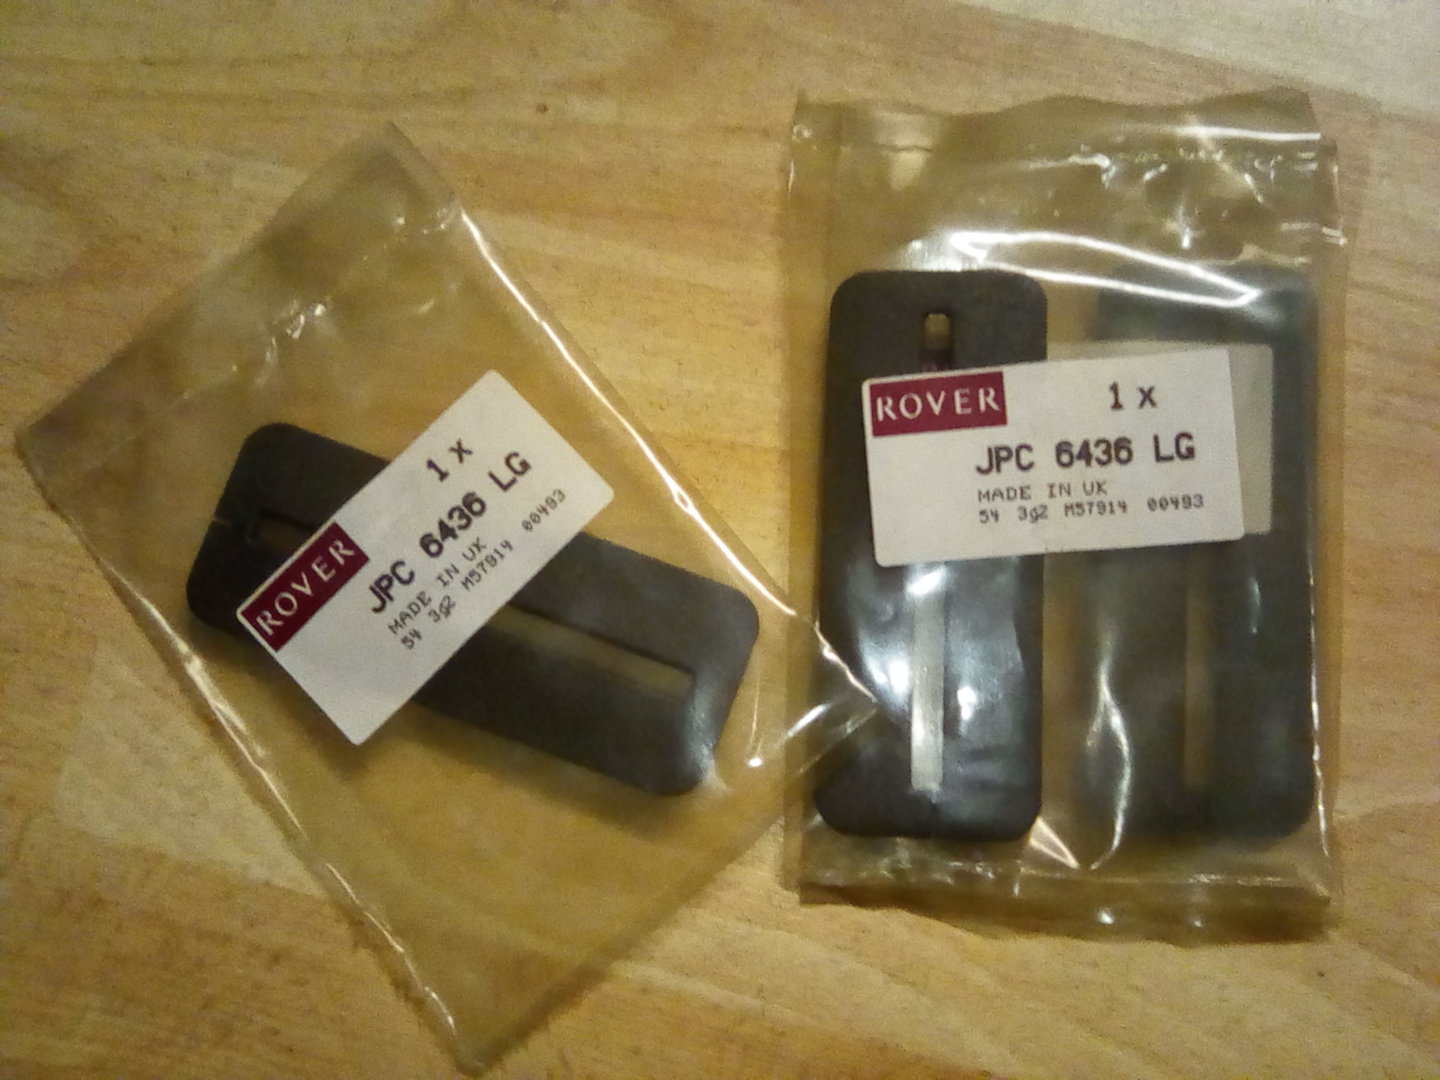 ROVER
1 x
JPC 6436 LG
MADE IN UK
54 3g2 M57914 00493
ROVER
1 x
JPC 6436 LG
MADE IN UK
54 3g2 M57914 00493